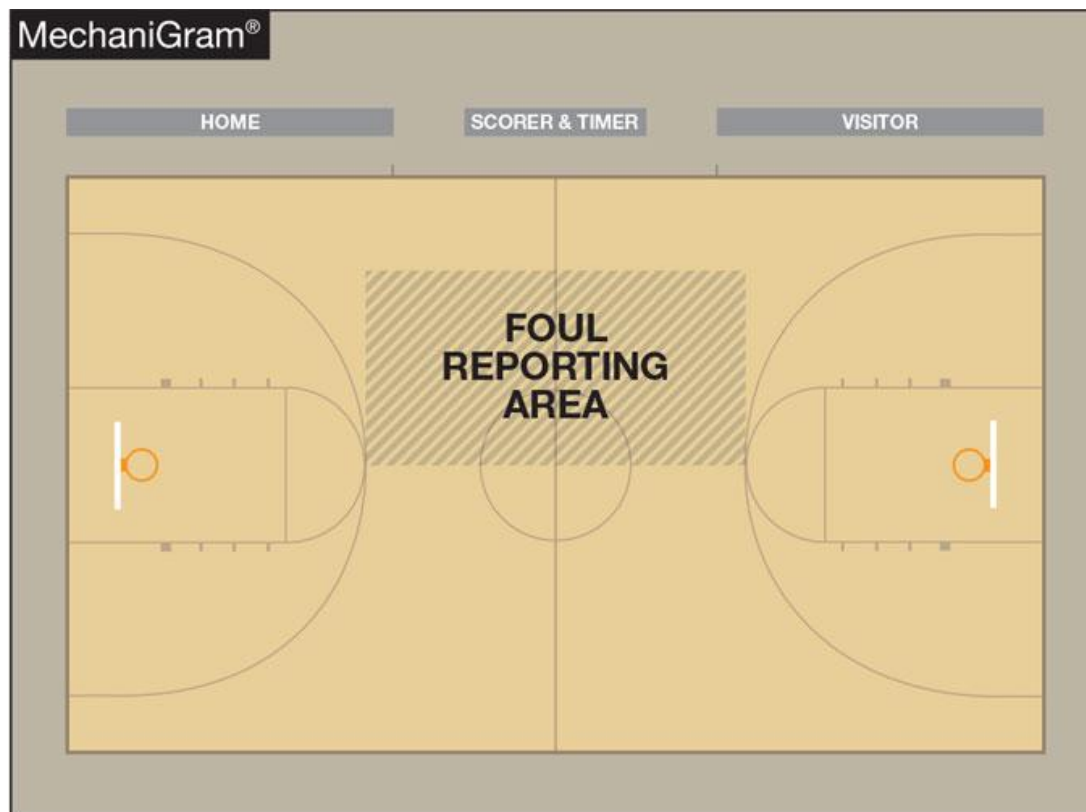 MechaniGram®
HOME
SCORER & TIMER
VISITOR
FOUL
REPORTING
AREA